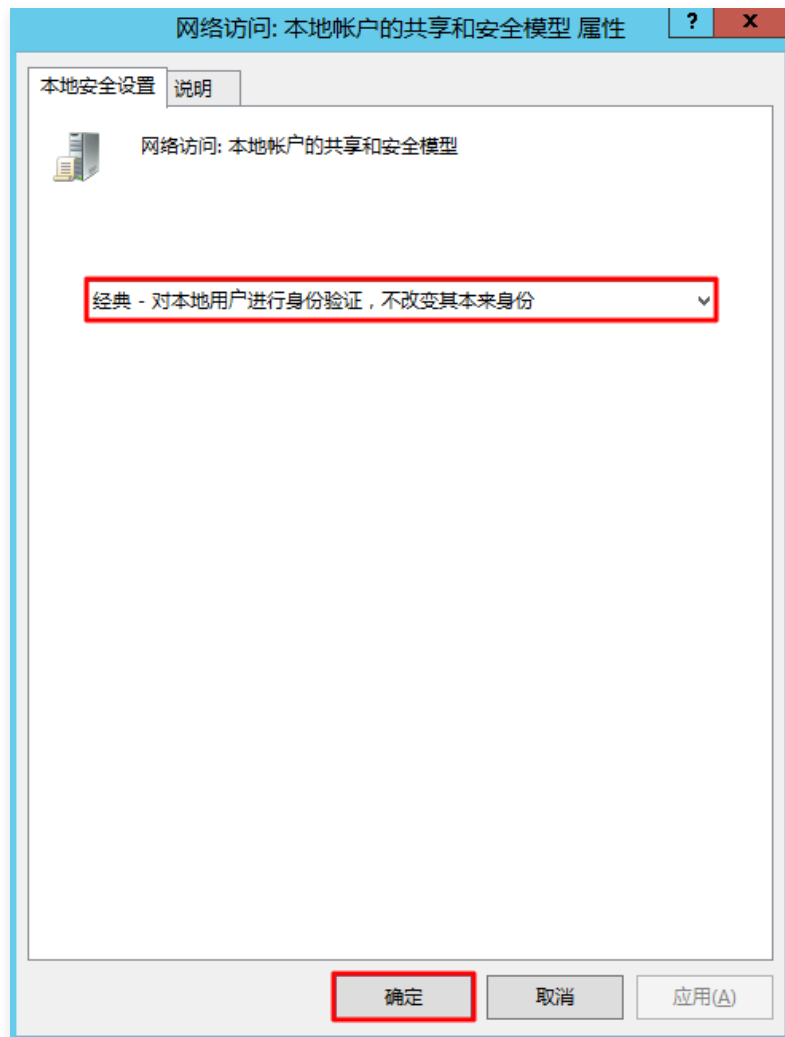 网络访问: 本地帐户的共享和安全模型 属性
? x
本地安全设置 说明
网络访问: 本地帐户的共享和安全模型
经典 - 对本地用户进行身份验证，不改变其本来身份
确定 取消 应用(A)